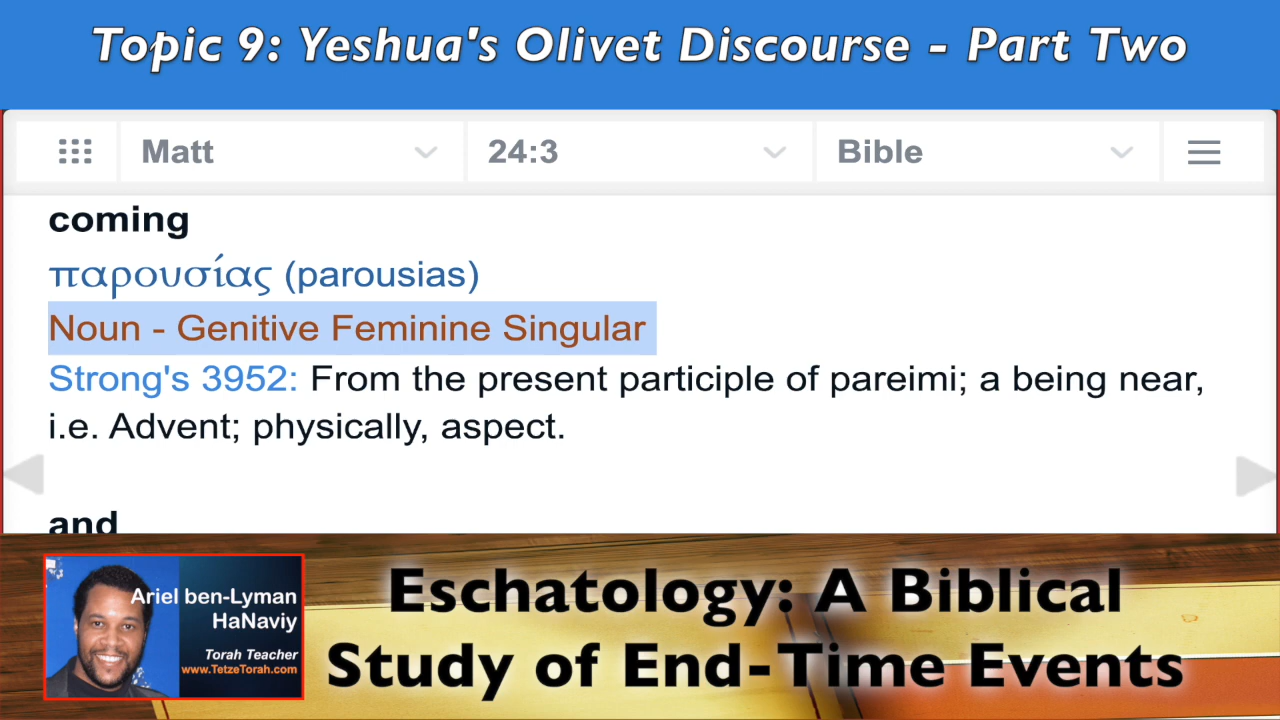 Topic 9: Yeshua's Olivet Discourse - Part Two
Matt 24:3 Bible
coming
παρουσίας (parousias)
Noun - Genitive Feminine Singular
Strong's 3952: From the present participle of pareimi; a being near,
i.e. Advent; physically, aspect.
and
Ariel ben-Lyman
HaNaviy
Torah Teacher
www.TetzeTorah.com
Eschatology: A Biblical
Study of End-Time Events